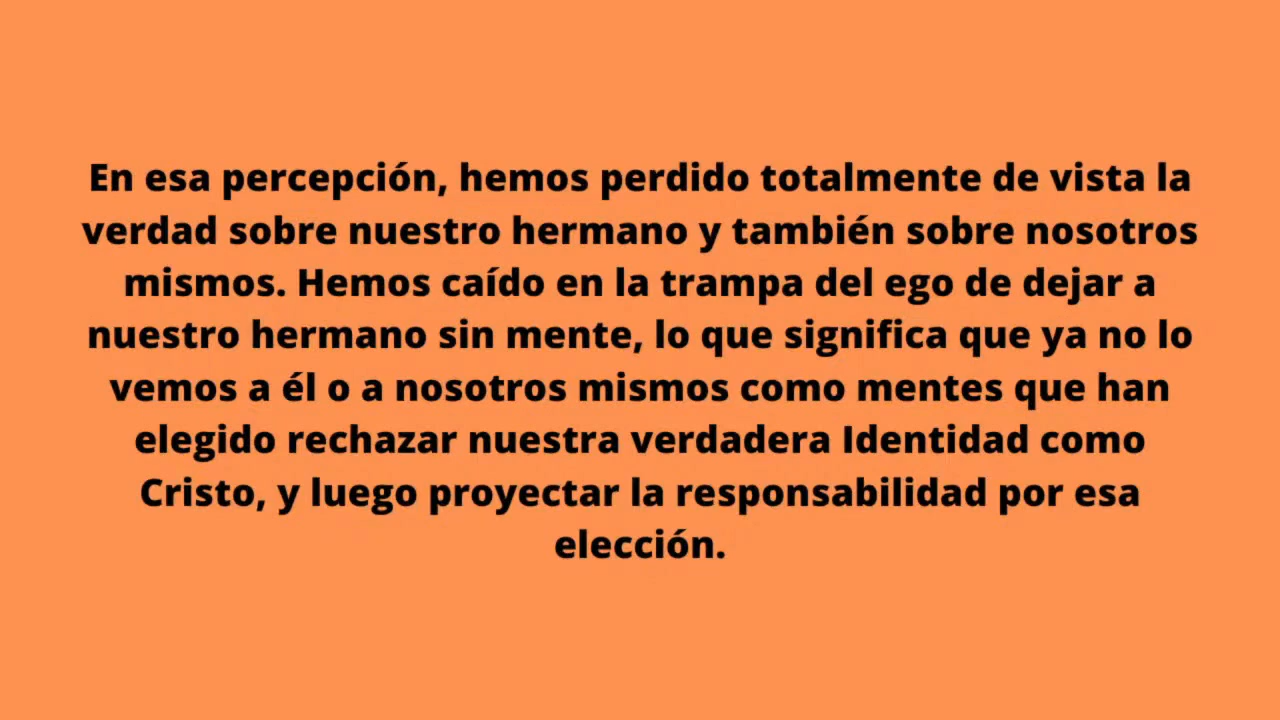 En esa percepción, hemos perdido totalmente de vista la
verdad sobre nuestro hermano y también sobre nosotros
mismos. Hemos caído en la trampa del ego de dejar a
nuestro hermano sin mente, lo que significa que ya no lo
vemos a él o a nosotros mismos como mentes que han
elegido rechazar nuestra verdadera Identidad como
Cristo, y luego proyectar la responsabilidad por esa
elección.